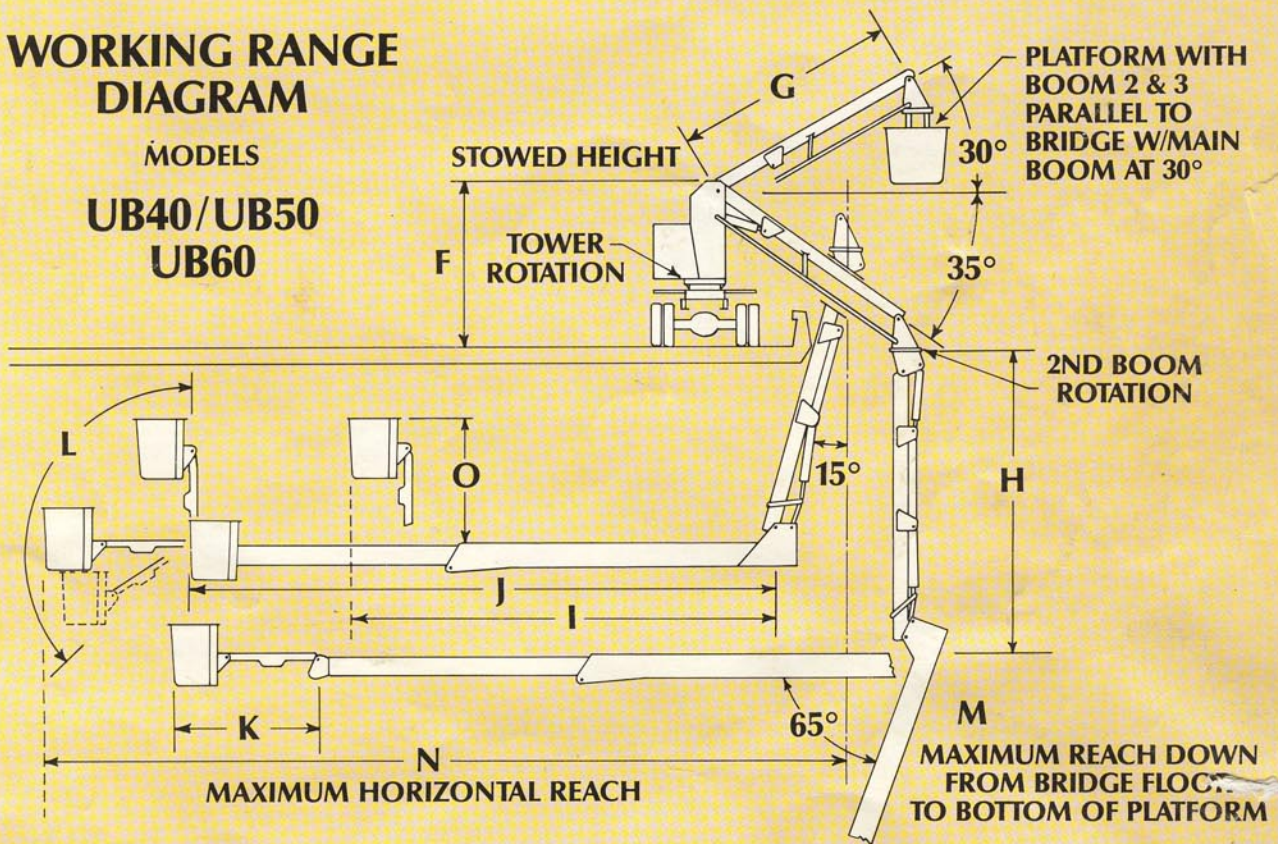 WORKING RANGE
DIAGRAM
MODELS
UB40/UB50
UB60
STOWED HEIGHT
F
TOWER
ROTATION
G
30°
PLATFORM WITH
BOOM 2 & 3
PARALLEL TO
BRIDGE W/MAIN
BOOM AT 30°
35°
2ND BOOM
ROTATION
L
O
15°
H
J
I
K
65°
N
MAXIMUM HORIZONTAL REACH
M
MAXIMUM REACH DOWN
FROM BRIDGE
TO BOTTOM OF PLATFORM